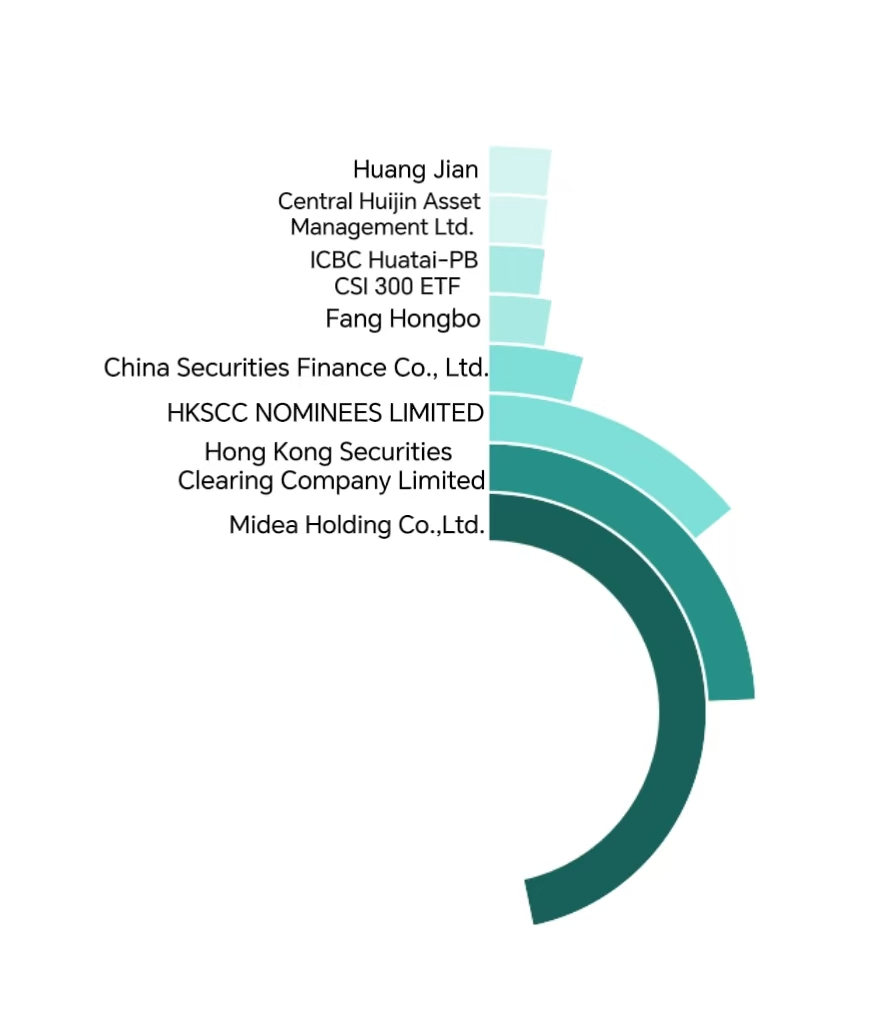 Huang Jian
Central Huijin Asset
Management Ltd.
ICBC Huatai-PB
CSI 300 ETF
Fang Hongbo
China Securities Finance Co., Ltd.
HKSCC NOMINEES LIMITED
Hong Kong Securities
Clearing Company Limited
Midea Holding Co.,Ltd.